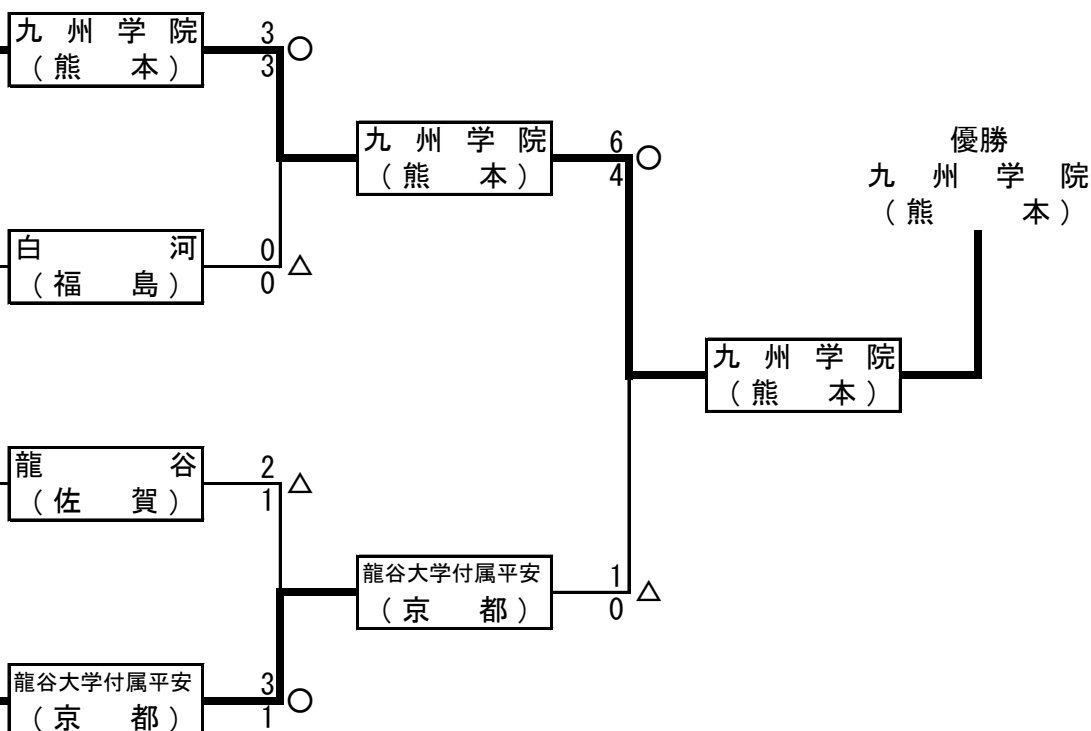 九州学院
(熊本)
3
3
○
白河
(福島)
0
0
△
龍谷
(佐賀)
2
1
△
龍谷大学付属平安
(京都)
3
1
○
九州学院
(熊本)
6
4
○
龍谷大学付属平安
(京都)
1
0
△
九州学院
(熊本)
優勝
九州学院
(熊本)